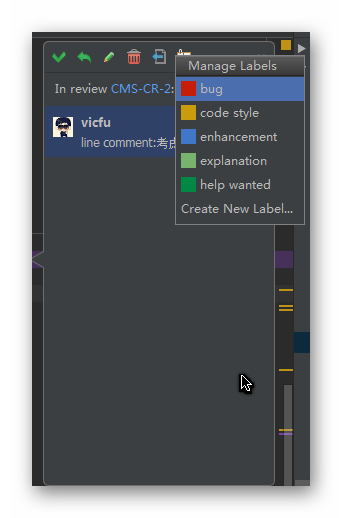 Manage Labels
In review CMS-CR-2:
bug
vicfu
code style
line comment:考虑
enhancement
explanation
help wanted
Create New Label...